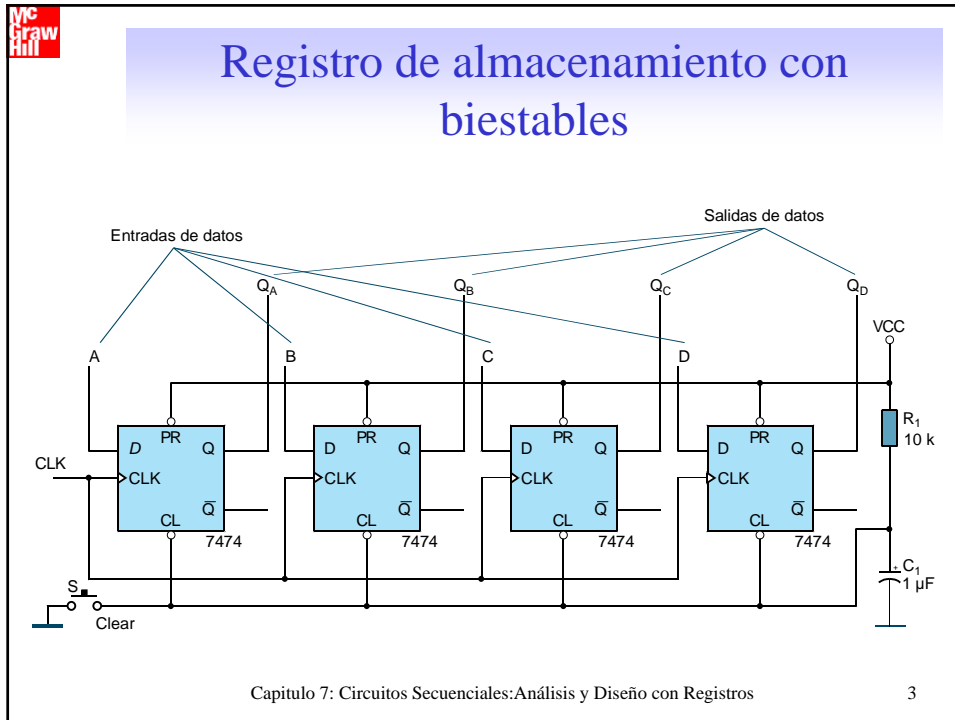 Mc
Graw
Hill
Registro de almacenamiento con
biestables
Salidas de datos
Entradas de datos
QA QB QC QD
VCC
A B C D
R1
10 k
PR PR PR PR
D Q D Q D Q D Q
CLK
CLK CLK CLK CLK
Q̅ Q̅ Q̅ Q̅
CL CL CL CL
7474 7474 7474 7474
+
C1
1 µF
S
Clear
Capitulo 7: Circuitos Secuenciales:Análisis y Diseño con Registros 3